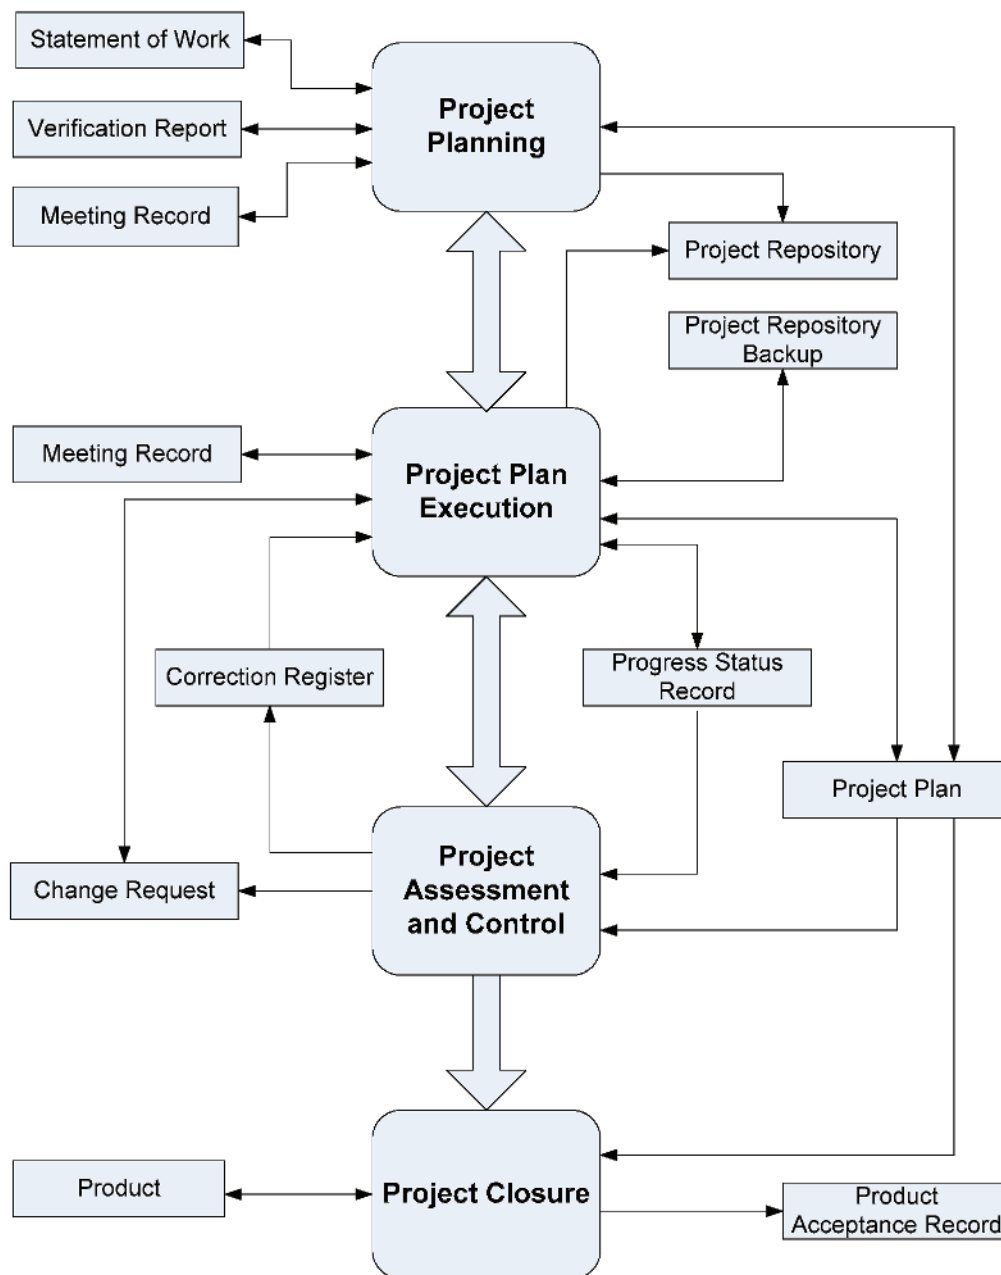 Statement of Work
Project
Planning
Verification Report
Meeting Record
Project Repository
Project Repository
Backup
Meeting Record
Project Plan
Execution
Correction Register
Progress Status
Record
Project Plan
Project
Assessment
and Control
Change Request
Product
Project Closure
Product
Acceptance Record